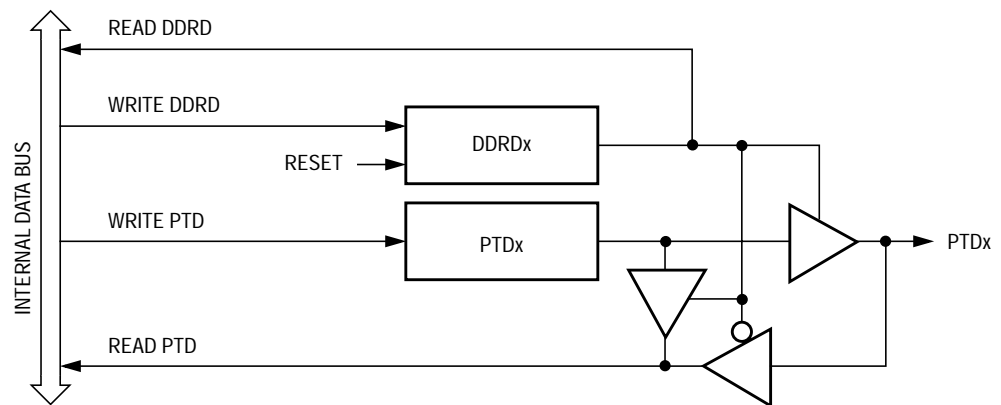 READ DDRD
WRITE DDRD
DDRDx
RESET
WRITE PTD
PTDx
PTDx
READ PTD
INTERNAL DATA BUS